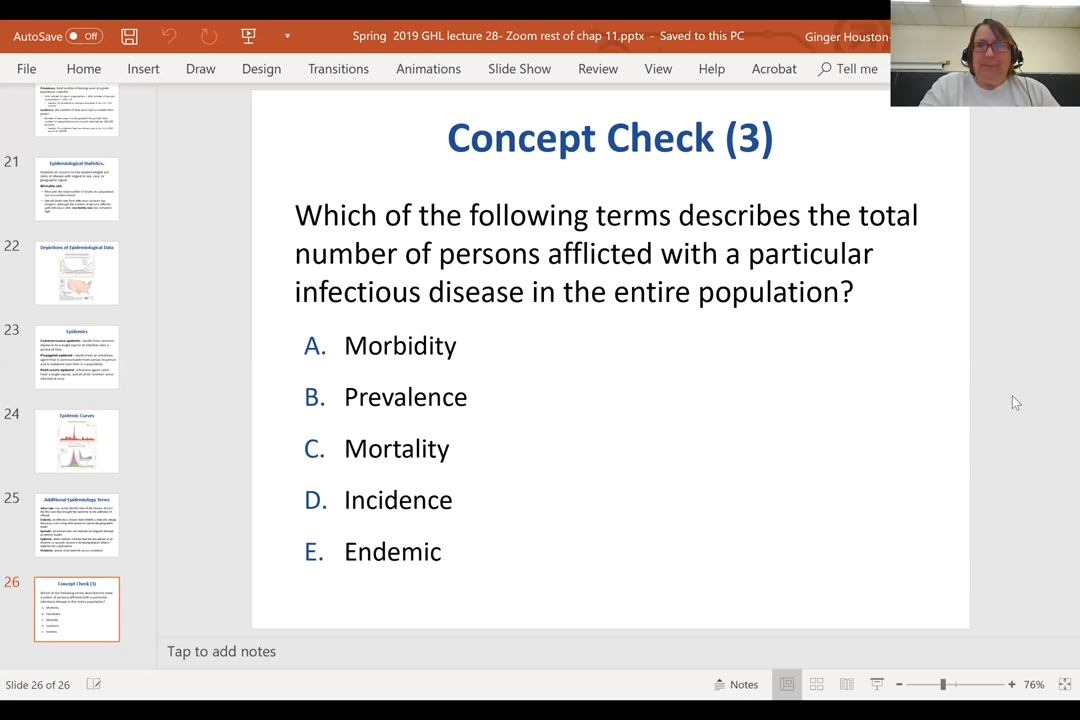 AutoSave Off
Spring 2019 GHL lecture 28- Zoom rest of chap 11.pptx - Saved to this PC
Ginger Houston-
File Home Insert Draw Design Transitions Animations Slide Show Review View Help Acrobat Tell me
21
Epidemiological Statistics,
22
Depictions of Epidemiological Data
23
Epidemics
24
Epidemic Curves
25
Additional Epidemiology Terms
26
Concept Check (3)
Concept Check (3)
Which of the following terms describes the total
number of persons afflicted with a particular
infectious disease in the entire population?
A. Morbidity
B. Prevalence
C. Mortality
D. Incidence
E. Endemic
Tap to add notes
Slide 26 of 26
Notes
76%